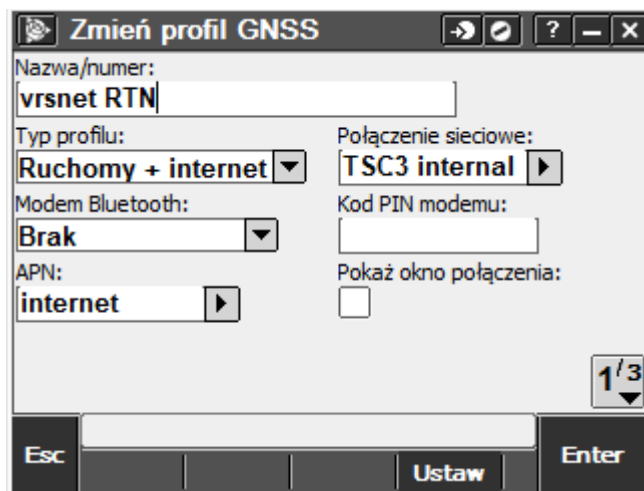 Zmień profil GNSS
?
Nazwa/numer:
vrsnet RTN
Typ profilu: Połączenie sieciowe:
Ruchomy + internet TSC3 internal
Modem Bluetooth: Kod PIN modemu:
Brak
APN: Pokaż okno połączenia:
internet
1/3
Esc Ustaw Enter